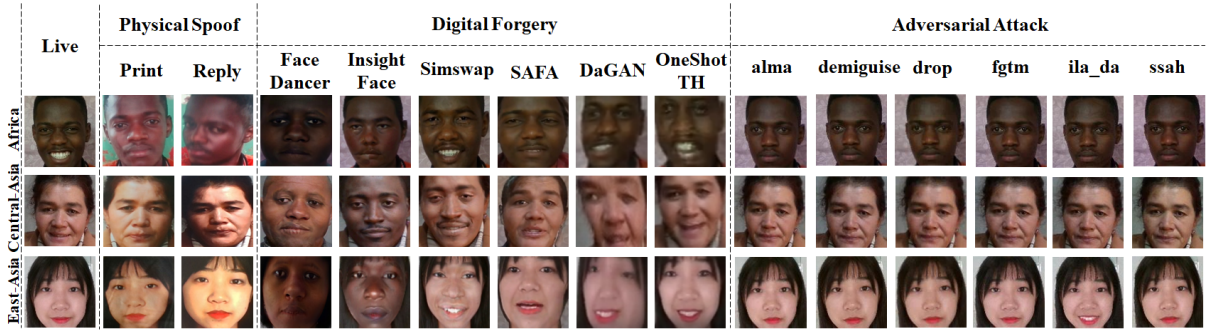 Live
Physical Spoof
Digital Forgery
Adversarial Attack
Print
Reply
Face
Dancer
Insight
Face
Simswap
SAFA
DaGAN
OneShot
TH
alma
demiguise
drop
fgtm
ila_da
ssah
Africa
Central-Asia
East-Asia